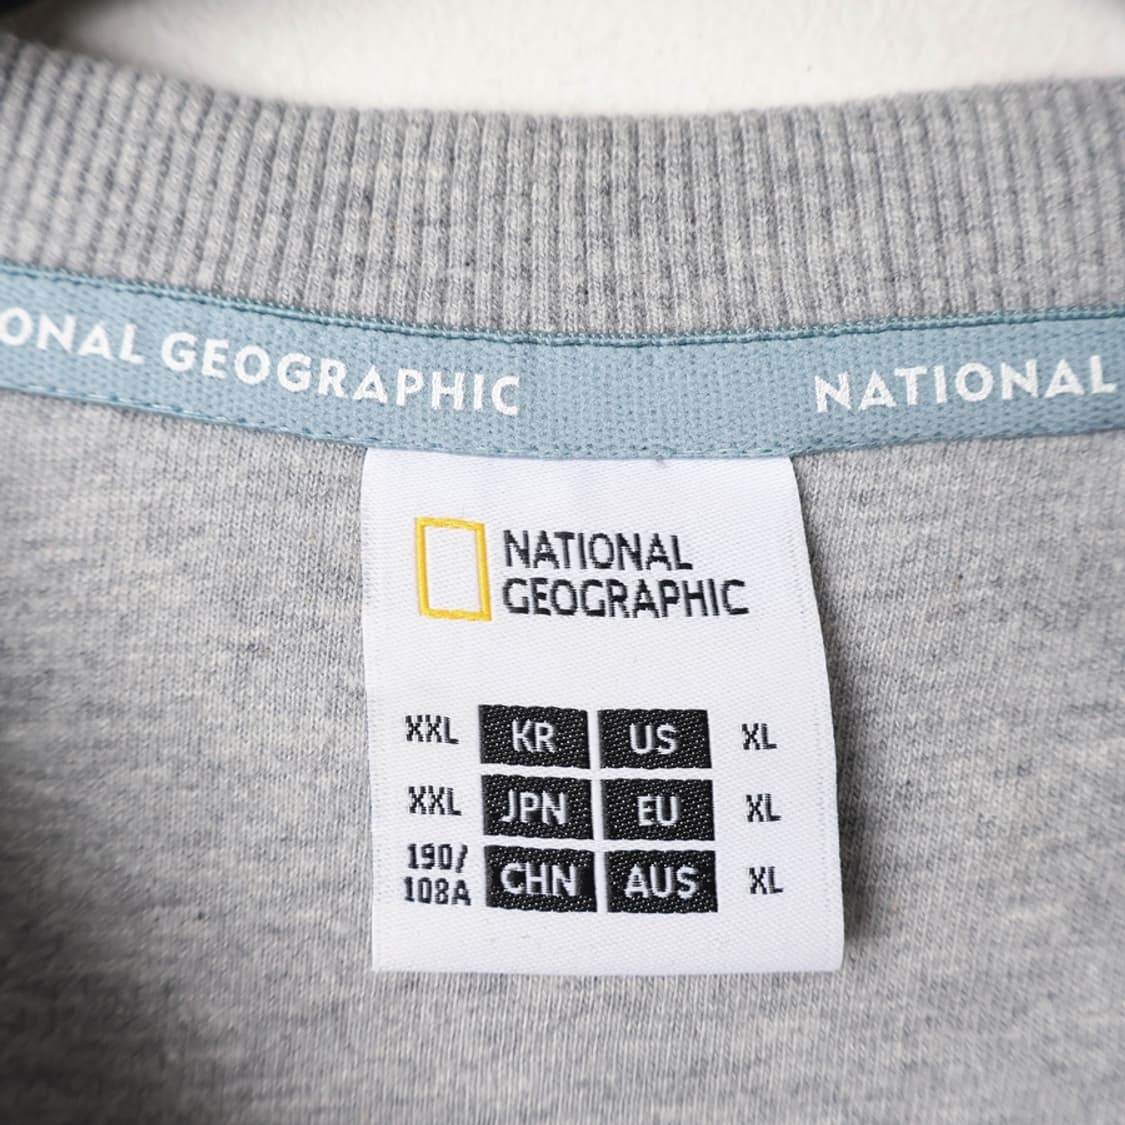 ONAL GEOGRAPHIC NATIONAL
NATIONAL
GEOGRAPHIC
XXL KR US XL
XXL JPN EU XL
190/
108A CHN AUS XL